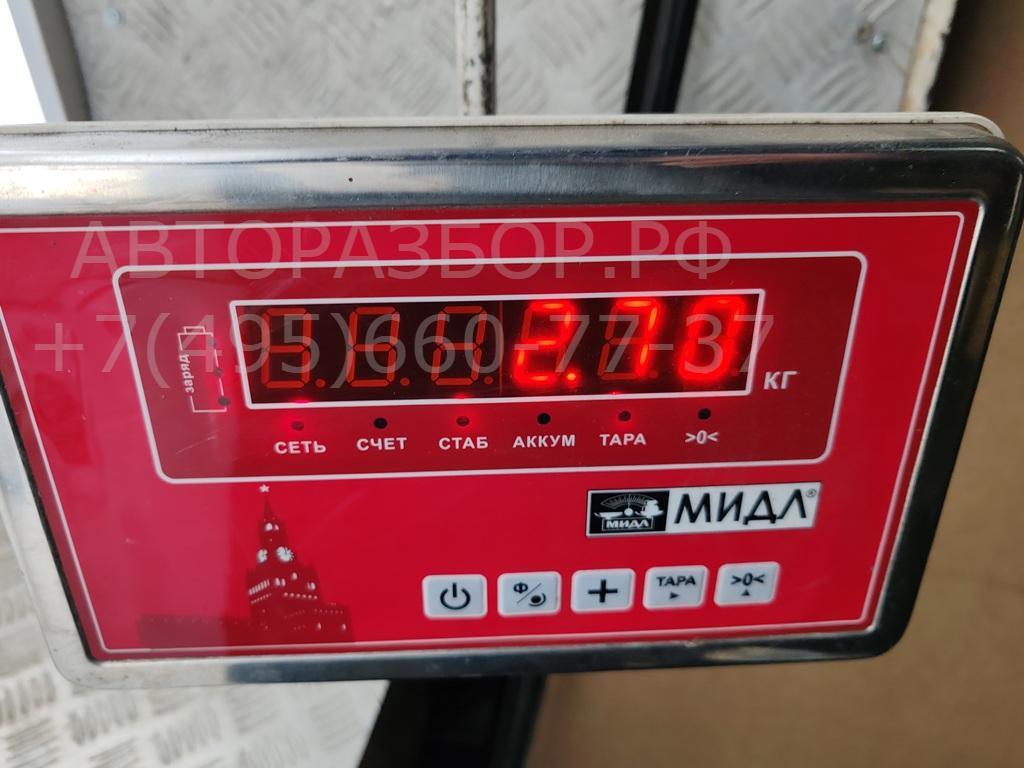 АВТОРАЗБОР.РФ
+7(495)660-77-37
заряд
2.70
КГ
СЕТЬ СЧЕТ СТАБ АККУМ ТАРА >0<
МИДЛ МИДЛ®
Ф ТАРА >0<